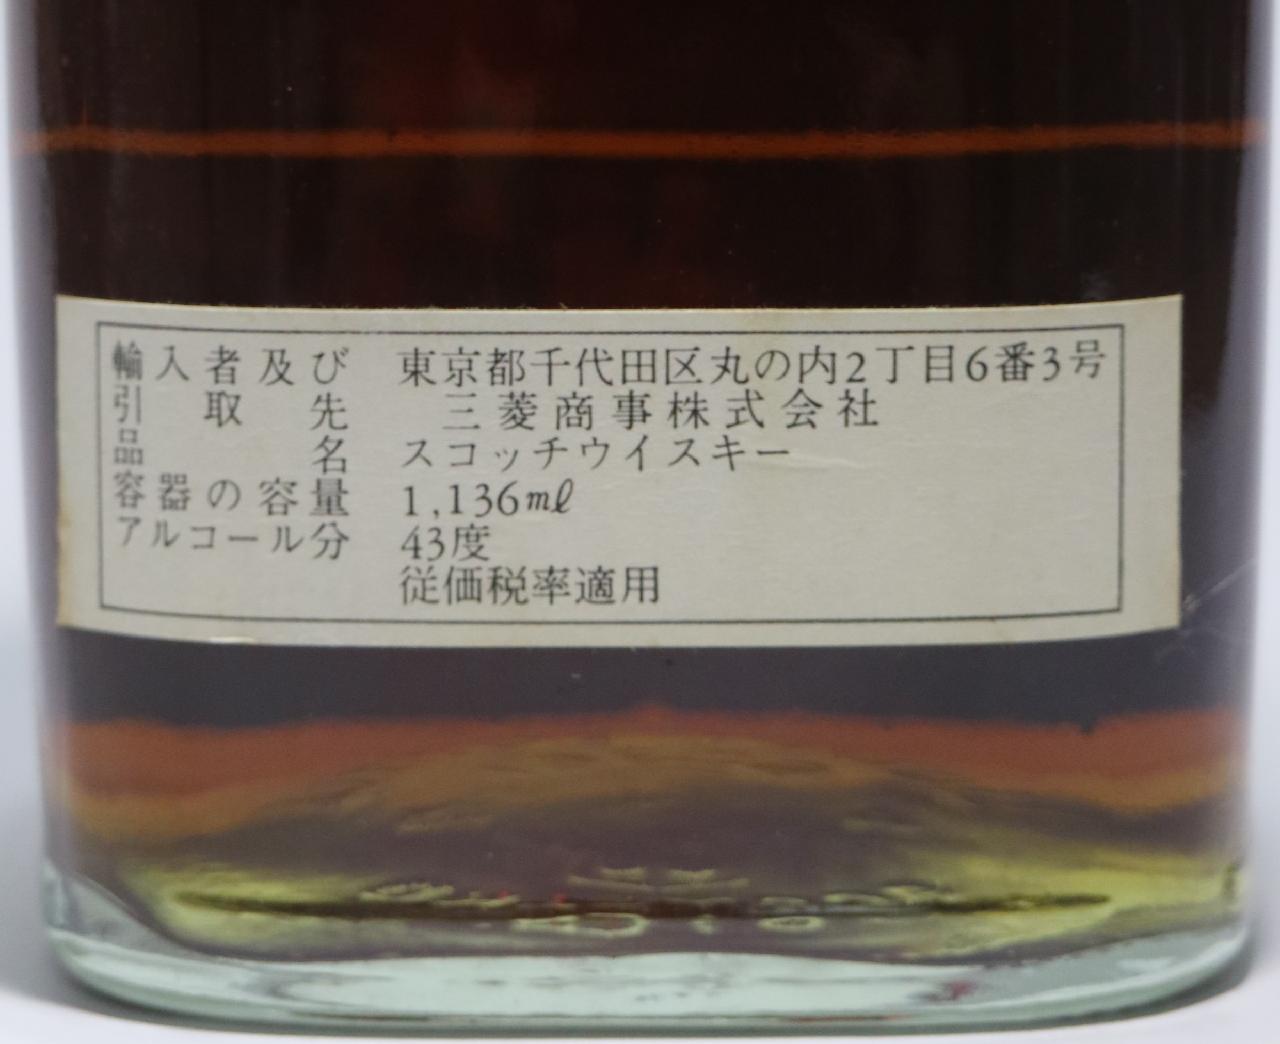 輸入者及び 東京都千代田区丸の内2丁目6番3号
引取先 三菱商事株式会社
品名 スコッチウイスキー
容器の容量 1,136mℓ
アルコール分 43度
従価税率適用